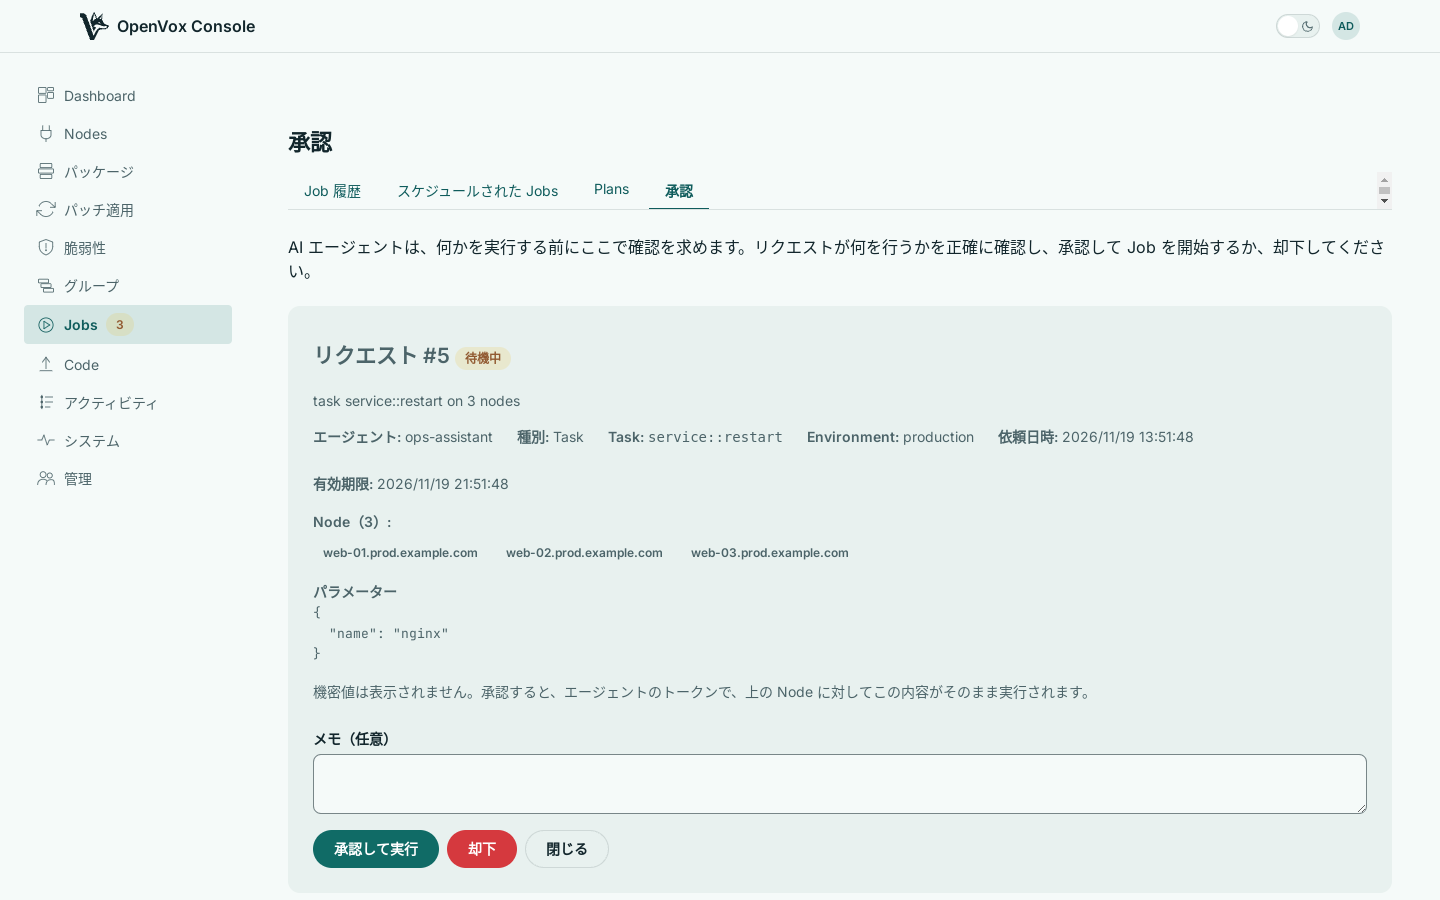 OpenVox Console
AD
Dashboard
Nodes
パッケージ
パッチ適用
脆弱性
グループ
Jobs 3
Code
アクティビティ
システム
管理
承認
Job 履歴
スケジュールされた Jobs
Plans
承認
AI エージェントは、何かを実行する前にここで確認を求めます。リクエストが何を行うかを正確に確認し、承認して Job を開始するか、却下してくださ
い。
リクエスト #5 待機中
task service::restart on 3 nodes
エージェント: ops-assistant 種別: Task Task: service::restart Environment: production 依頼日時: 2026/11/19 13:51:48
有効期限: 2026/11/19 21:51:48
Node（3）:
web-01.prod.example.com web-02.prod.example.com web-03.prod.example.com
パラメーター
{
"name": "nginx"
}
機密値は表示されません。承認すると、エージェントのトークンで、上の Node に対してこの内容がそのまま実行されます。
メモ（任意）
承認して実行 却下 閉じる